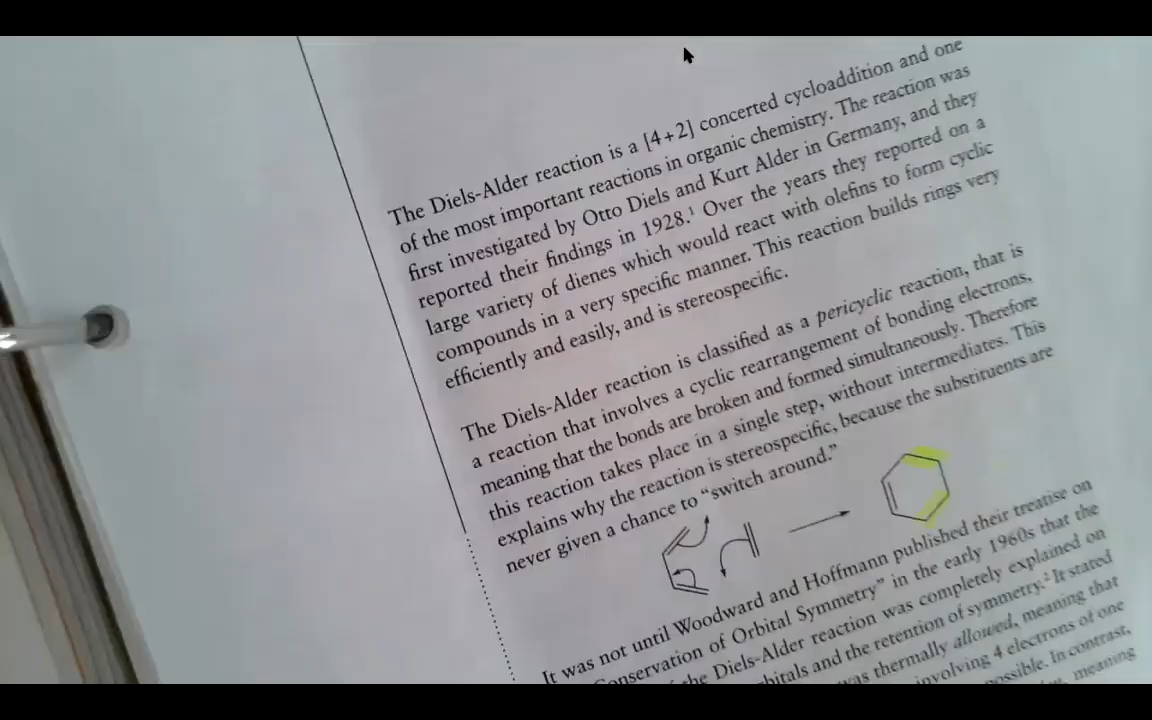 The Diels-Alder reaction is a [4+2] concerted cycloaddition and one
of the most important reactions in organic chemistry. The reaction was
first investigated by Otto Diels and Kurt Alder in Germany, and they
reported their findings in 1928.¹ Over the years they reported on a
large variety of dienes which would react with olefins to form cyclic
compounds in a very specific manner. This reaction builds rings very
efficiently and easily, and is stereospecific.
The Diels-Alder reaction is classified as a pericyclic reaction, that is
a reaction that involves a cyclic rearrangement of bonding electrons,
meaning that the bonds are broken and formed simultaneously. Therefore
this reaction takes place in a single step, without intermediates. This
explains why the reaction is stereospecific, because the substituents are
never given a chance to “switch around.”
It was not until Woodward and Hoffmann published their treatise on
Conservation of Orbital Symmetry” in the early 1960s that the
the Diels-Alder reaction was completely explained on
and the retention of symmetry.² It stated
was thermally allowed, meaning that
involving 4 electrons of one
possible. In contrast,
meaning